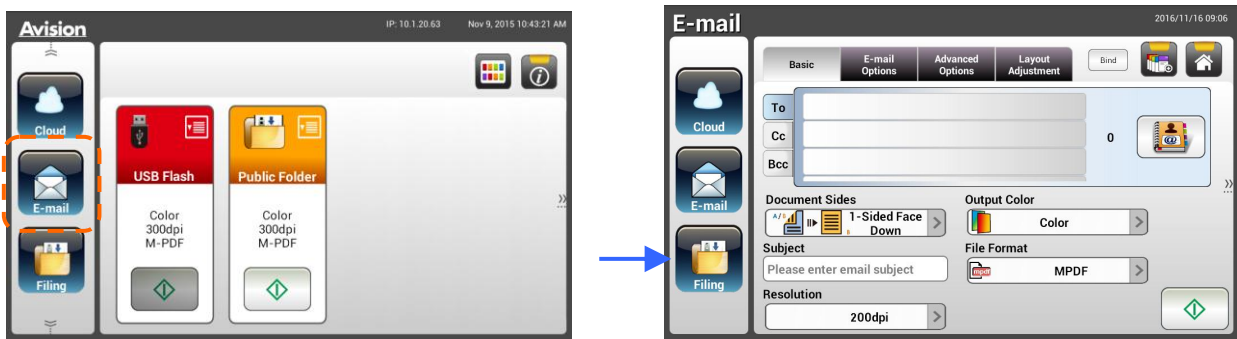 Avision
IP: 10.1.20.63 Nov 9, 2015 10:43:21 AM
Cloud
E-mail
Filing
USB Flash
Color
300dpi
M-PDF
Public Folder
Color
300dpi
M-PDF
E-mail
2016/11/16 09:06
Cloud
E-mail
Filing
Basic
E-mail
Options
Advanced
Options
Layout
Adjustment
Bind
To
Cc
Bcc
0
@
Document Sides
A/B
1-Sided Face
Down
Output Color
Color
Subject
Please enter email subject
File Format
mpdf
MPDF
Resolution
200dpi